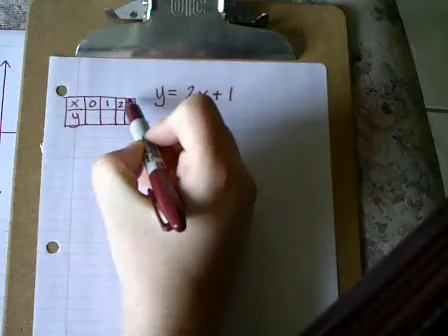 y = 2x + 1
x 0 1 2
y